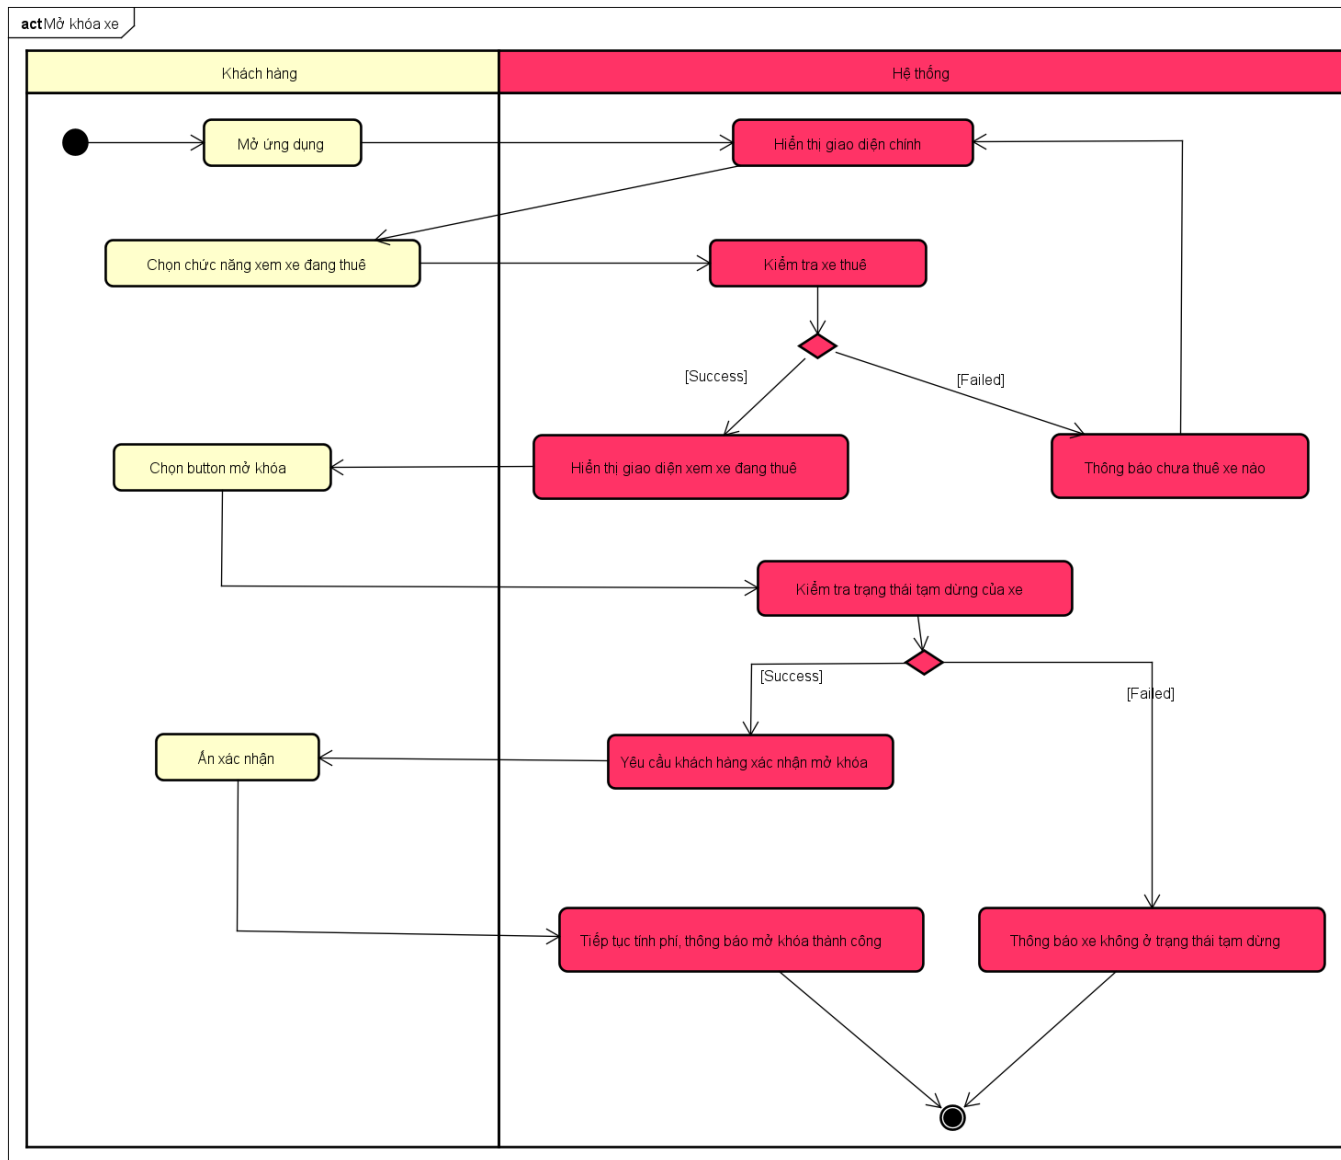 act Mở khóa xe
Khách hàng
Hệ thống
Mở ứng dụng
Hiển thị giao diện chính
Chọn chức năng xem xe đang thuê
Kiểm tra xe thuê
[Success]
[Failed]
Chọn button mở khóa
Hiển thị giao diện xem xe đang thuê
Thông báo chưa thuê xe nào
Kiểm tra trạng thái tạm dừng của xe
[Success]
[Failed]
Ấn xác nhận
Yêu cầu khách hàng xác nhận mở khóa
Tiếp tục tính phí, thông báo mở khóa thành công
Thông báo xe không ở trạng thái tạm dừng